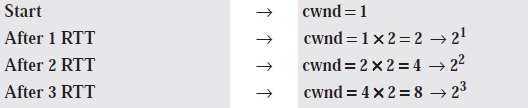 Start → cwnd = 1
After 1 RTT → cwnd = 1 × 2 = 2 → 2¹
After 2 RTT → cwnd = 2 × 2 = 4 → 2²
After 3 RTT → cwnd = 4 × 2 = 8 → 2³